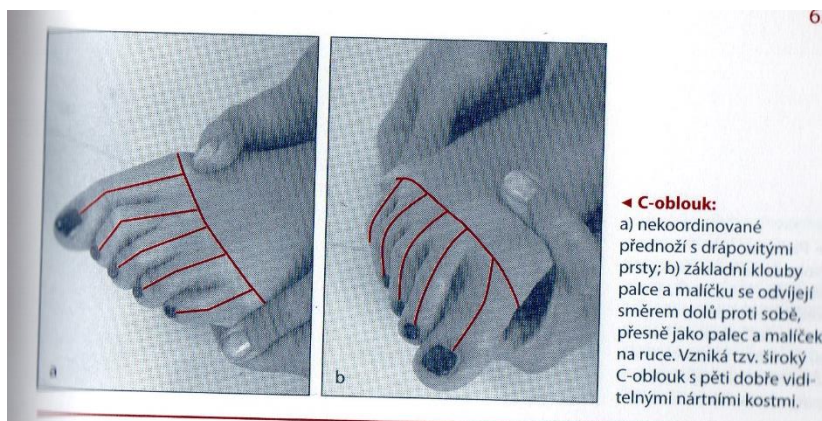 6
a
b
◄ C-oblouk:
a) nekoordinované
přednoží s drápovitými
prsty; b) základní klouby
palce a malíčku se odvíjejí
směrem dolů proti sobě,
přesně jako palec a malíček
na ruce. Vzniká tzv. široký
C-oblouk s pěti dobře vidi-
telnými nártními kostmi.